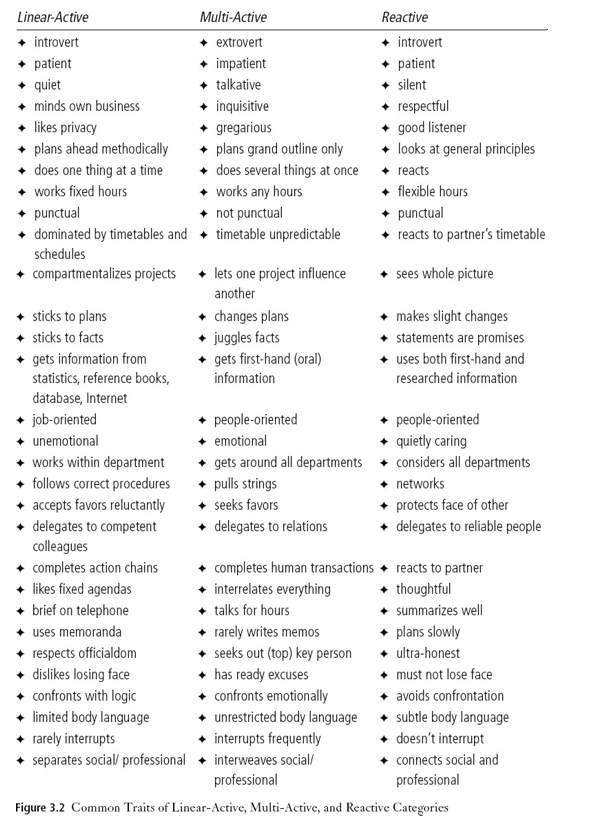 Linear-Active Multi-Active Reactive
✦ introvert ✦ extrovert ✦ introvert
✦ patient ✦ impatient ✦ patient
✦ quiet ✦ talkative ✦ silent
✦ minds own business ✦ inquisitive ✦ respectful
✦ likes privacy ✦ gregarious ✦ good listener
✦ plans ahead methodically ✦ plans grand outline only ✦ looks at general principles
✦ does one thing at a time ✦ does several things at once ✦ reacts
✦ works fixed hours ✦ works any hours ✦ flexible hours
✦ punctual ✦ not punctual ✦ punctual
✦ dominated by timetables and ✦ timetable unpredictable ✦ reacts to partner's timetable
schedules
✦ compartmentalizes projects ✦ lets one project influence ✦ sees whole picture
another
✦ sticks to plans ✦ changes plans ✦ makes slight changes
✦ sticks to facts ✦ juggles facts ✦ statements are promises
✦ gets information from ✦ gets first-hand (oral) ✦ uses both first-hand and
statistics, reference books, information researched information
database, Internet
✦ job-oriented ✦ people-oriented ✦ people-oriented
✦ unemotional ✦ emotional ✦ quietly caring
✦ works within department ✦ gets around all departments ✦ considers all departments
✦ follows correct procedures ✦ pulls strings ✦ networks
✦ accepts favors reluctantly ✦ seeks favors ✦ protects face of other
✦ delegates to competent ✦ delegates to relations ✦ delegates to reliable people
colleagues
✦ completes action chains ✦ completes human transactions ✦ reacts to partner
✦ likes fixed agendas ✦ interrelates everything ✦ thoughtful
✦ brief on telephone ✦ talks for hours ✦ summarizes well
✦ uses memoranda ✦ rarely writes memos ✦ plans slowly
✦ respects officialdom ✦ seeks out (top) key person ✦ ultra-honest
✦ dislikes losing face ✦ has ready excuses ✦ must not lose face
✦ confronts with logic ✦ confronts emotionally ✦ avoids confrontation
✦ limited body language ✦ unrestricted body language ✦ subtle body language
✦ rarely interrupts ✦ interrupts frequently ✦ doesn't interrupt
✦ separates social/ professional ✦ interweaves social/ ✦ connects social and
professional professional
Figure 3.2 Common Traits of Linear-Active, Multi-Active, and Reactive Categories